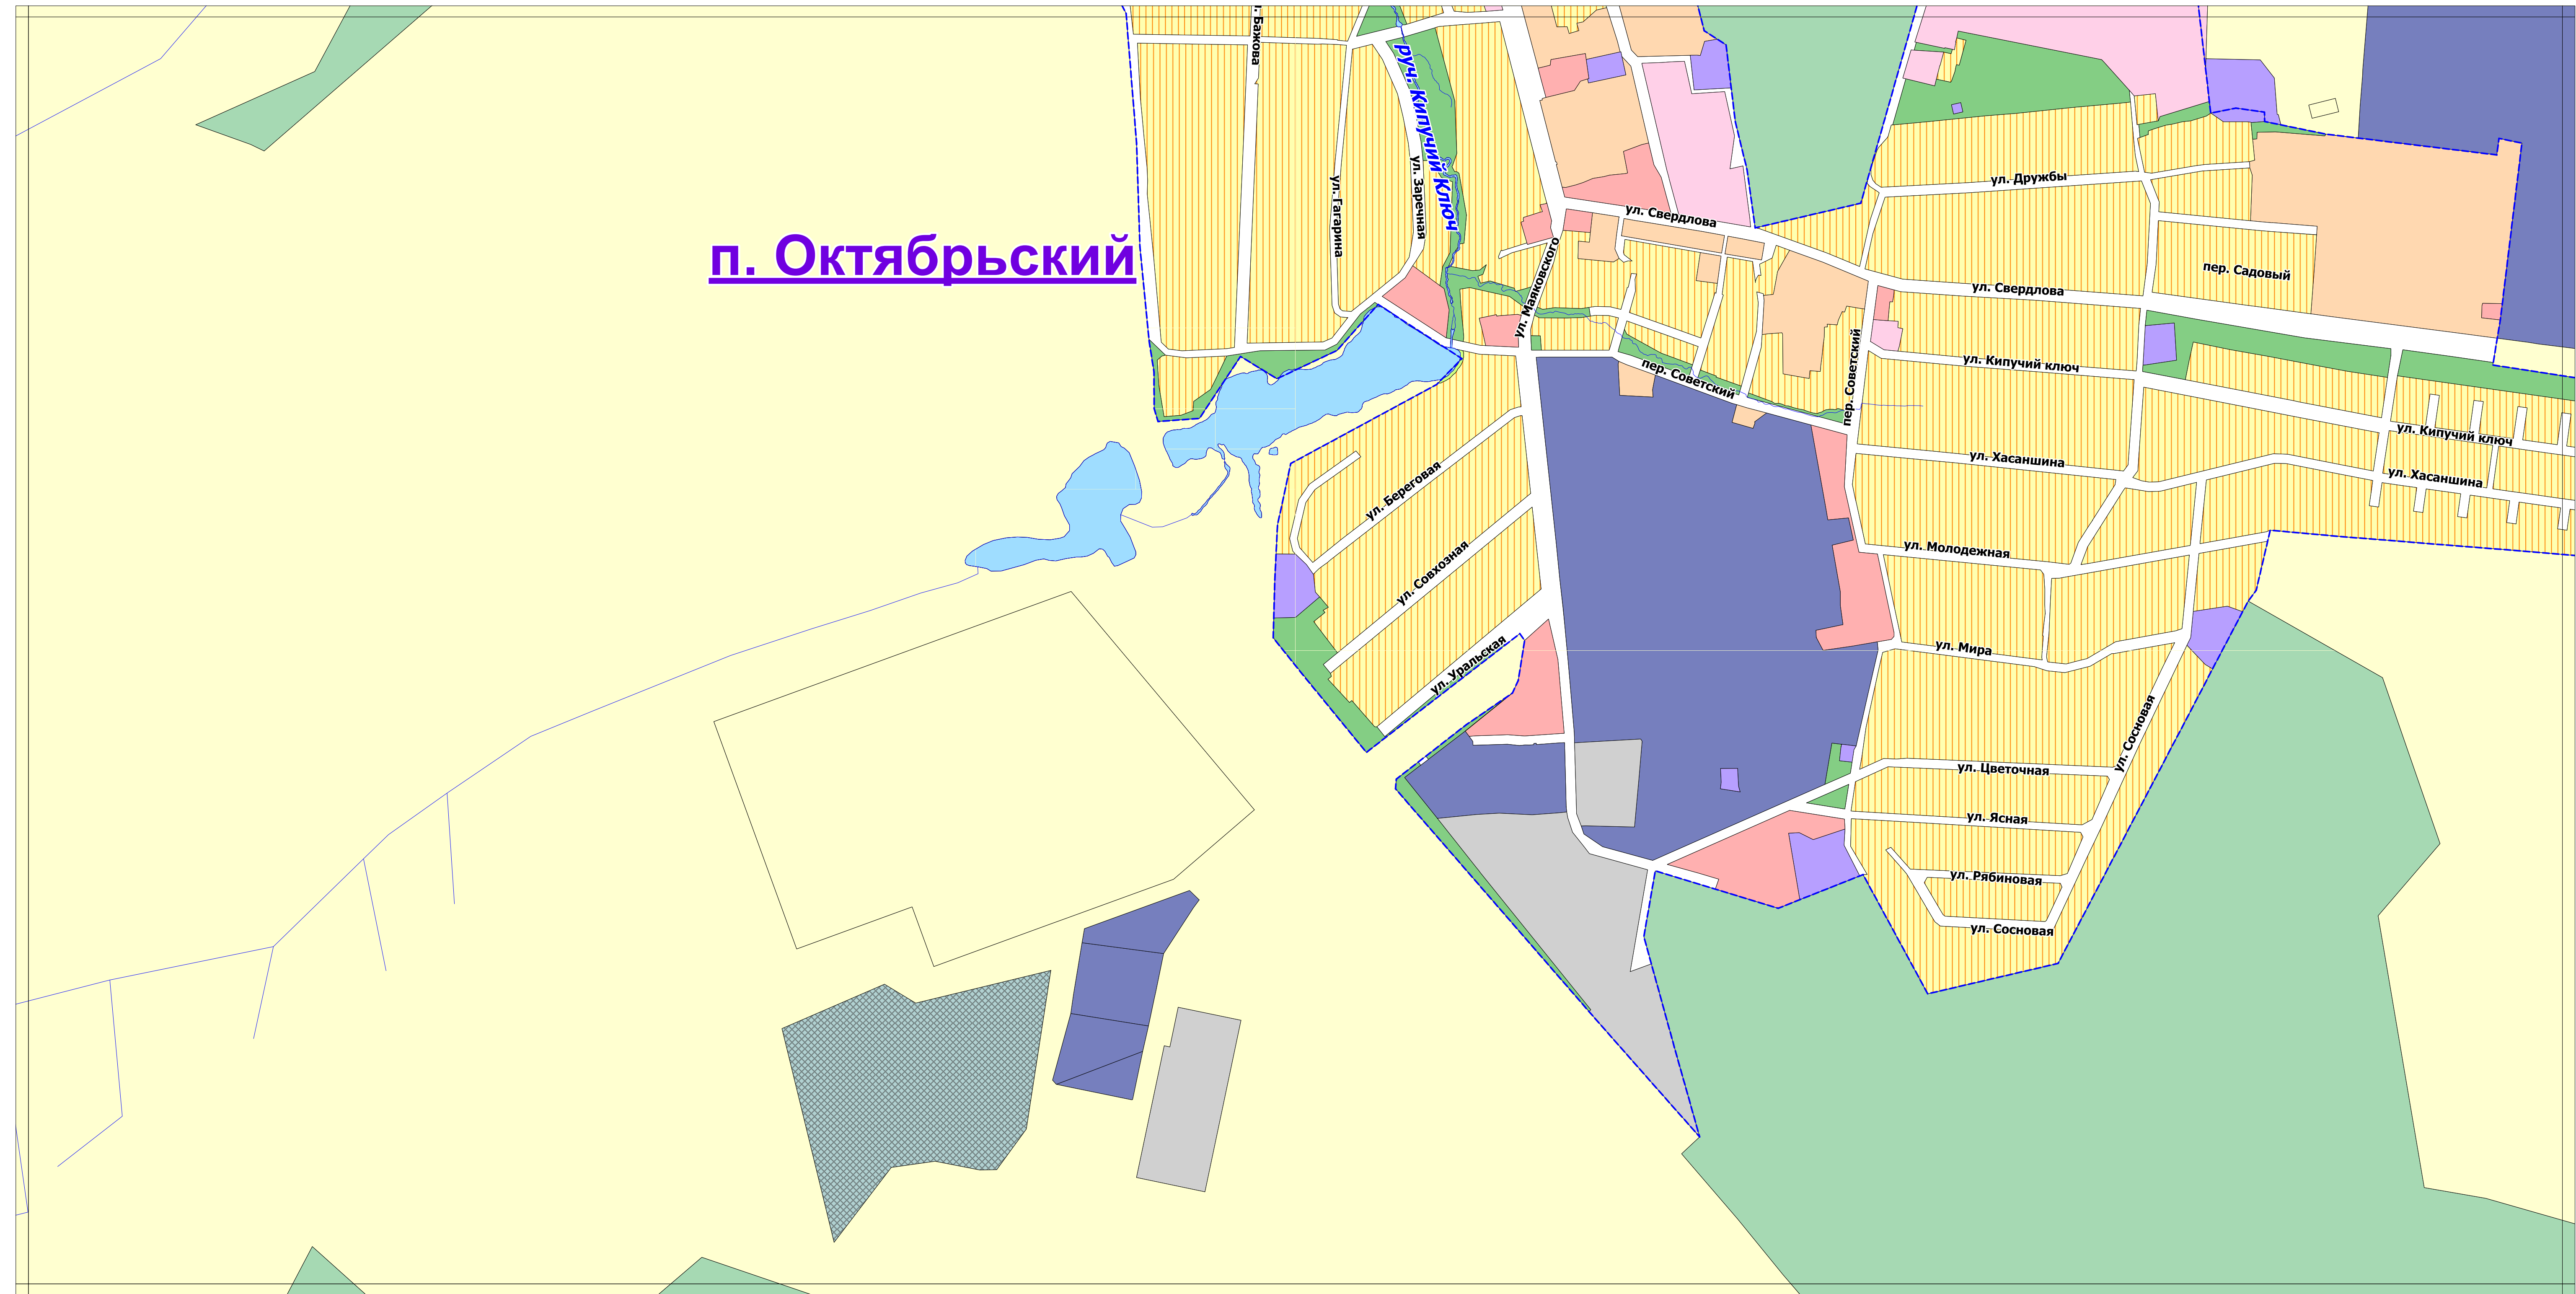 п. Октябрьский
. Бажова
ул. Гагарина
ул. Заречная
руч. Кипучий Ключ
ул. Маяковского
ул. Свердлова
ул. Дружбы
пер. Садовый
ул. Свердлова
ул. Кипучий ключ
пер. Советский
пер. Советский
ул. Кипучий ключ
ул. Хасаншина
ул. Хасаншина
ул. Береговая
ул. Совхозная
ул. Уральская
ул. Молодежная
ул. Мира
ул. Сосновая
ул. Цветочная
ул. Ясная
ул. Рябиновая
ул. Сосновая